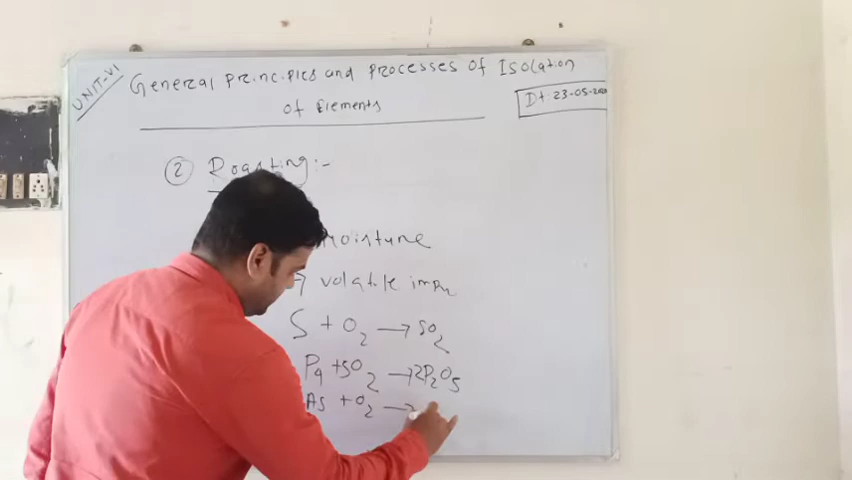 UNIT-VI
General Principles and Processes of Isolation
of Elements
Dt: 23-05-2020
② Roasting :-
moisture
→ volatile impu
S + O2 → SO2
P4 + 5O2 → 2P2O5
As + O2 →